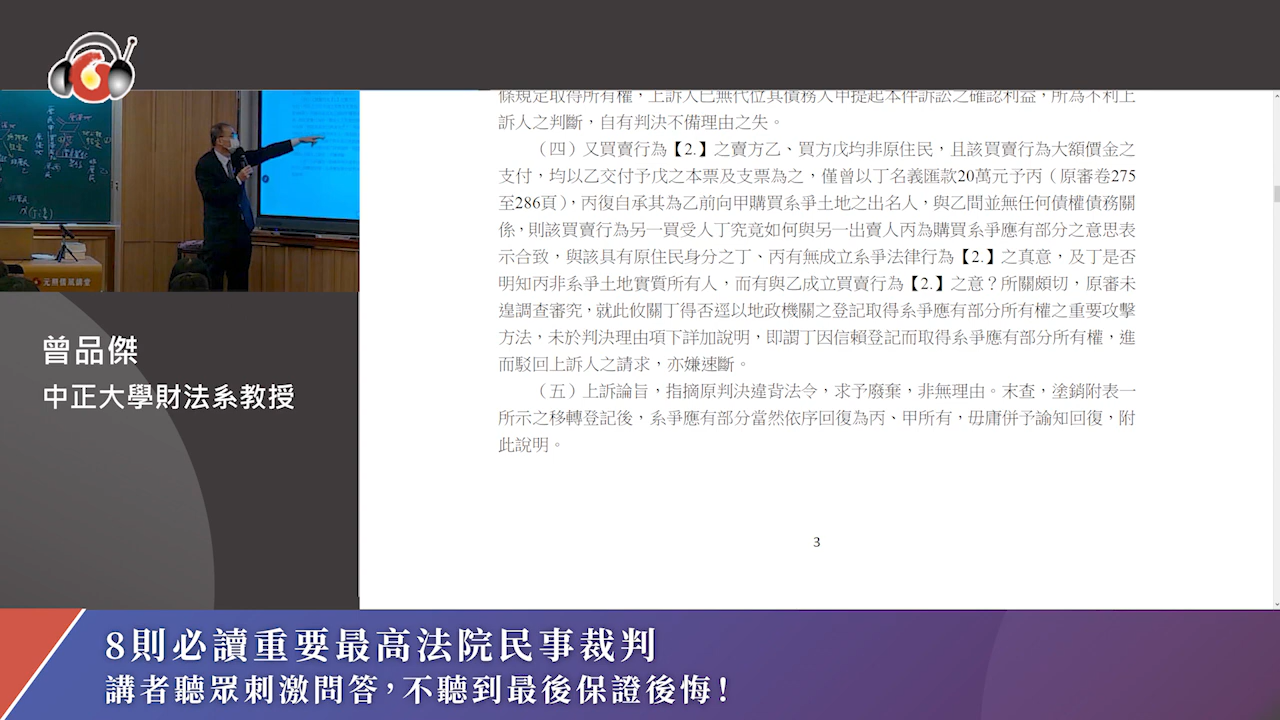 條規定取得所有權，上訴人已無代位其債務人甲提起本件訴訟之確認利益，所為不利上
訴人之判斷，自有判決不備理由之失。
（四）又買賣行為【2.】之賣方乙、買方戊均非原住民，且該買賣行為大額價金之
支付，均以乙交付予戊之本票及支票為之，僅曾以丁名義匯款20萬元予丙（原審卷275
至286頁），丙復自承其為乙前向甲購買系爭土地之出名人，與乙間並無任何債權債務關
係，則該買賣行為另一買受人丁究竟如何與另一出賣人丙為購買系爭應有部分之意思表
示合致，與該具有原住民身分之丁、丙有無成立系爭法律行為【2.】之真意，及丁是否
明知丙非系爭土地實質所有人，而有與乙成立買賣行為【2.】之意？所關頗切，原審未
遑調查審究，就此攸關丁得否逕以地政機關之登記取得系爭應有部分所有權之重要攻擊
方法，未於判決理由項下詳加說明，即謂丁因信賴登記而取得系爭應有部分所有權，進
而駁回上訴人之請求，亦嫌速斷。
（五）上訴論旨，指摘原判決違背法令，求予廢棄，非無理由。末查，塗銷附表一
所示之移轉登記後，系爭應有部分當然依序回復為丙、甲所有，毋庸併予諭知回復，附
此說明。
3
元照借風講堂
曾品傑
中正大學財法系教授
8則必讀重要最高法院民事裁判
講者聽眾刺激問答，不聽到最後保證後悔！